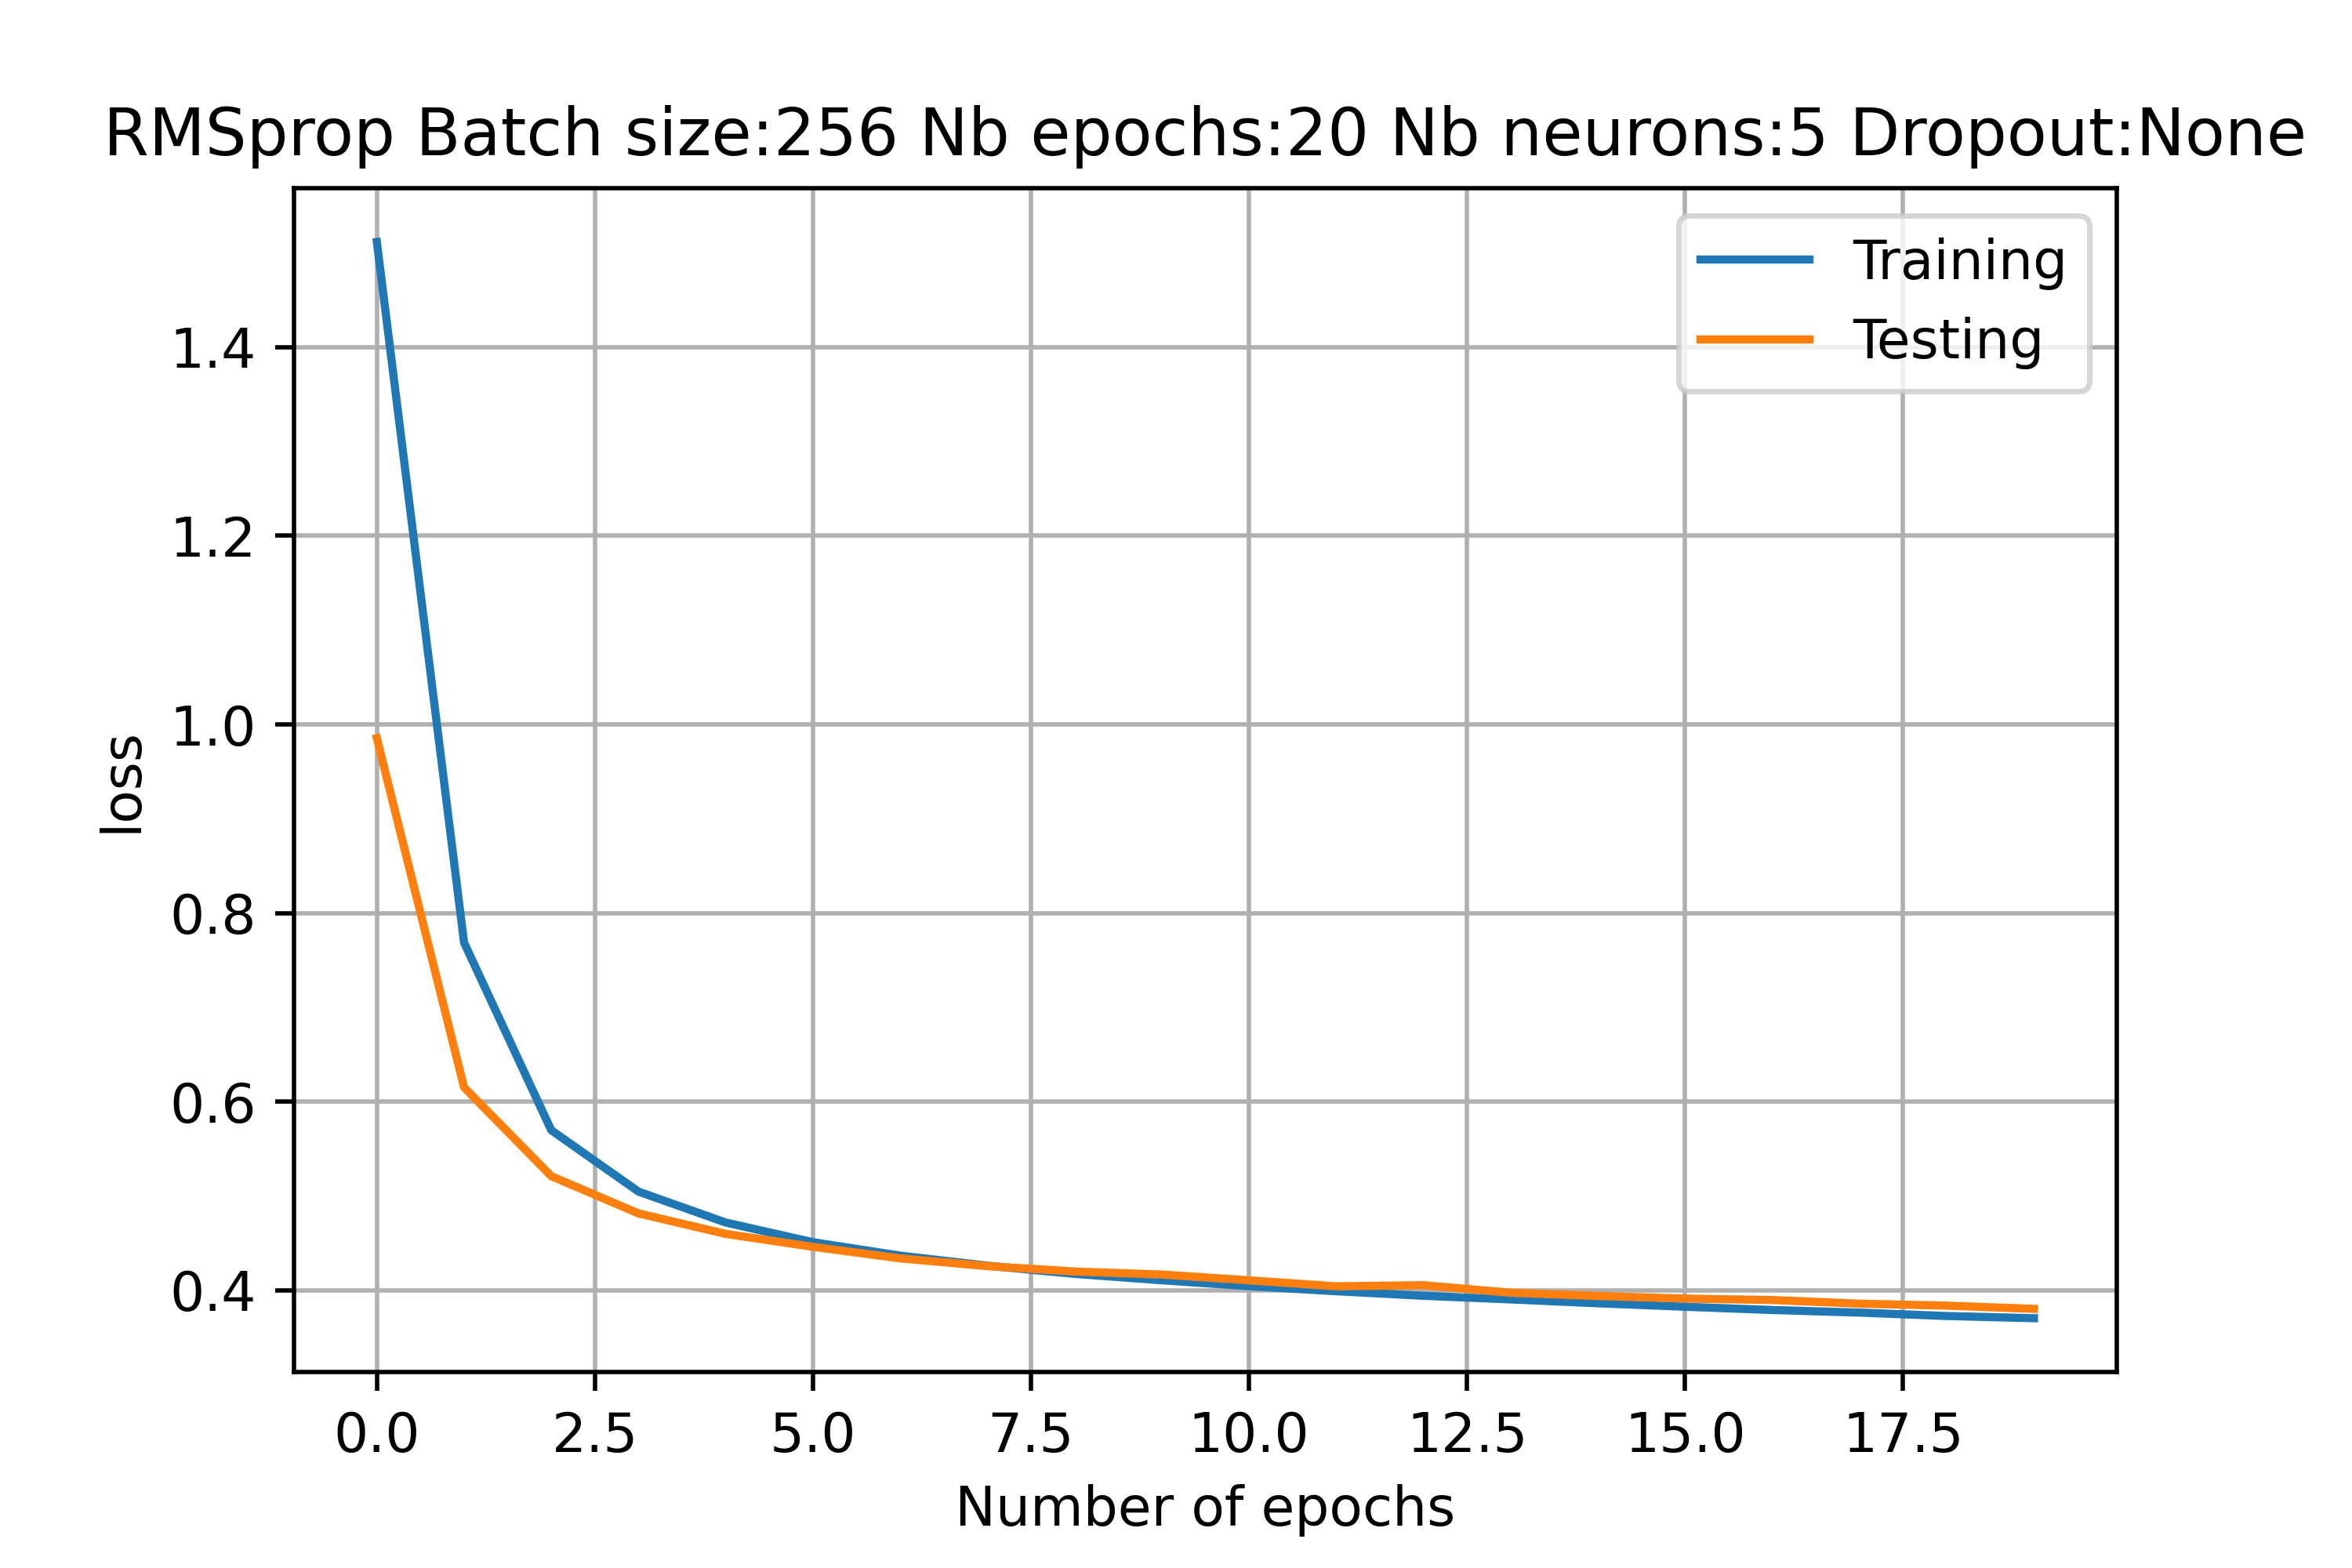 RMSprop Batch size:256 Nb epochs:20 Nb neurons:5 Dropout:None
Training
Testing
loss
1.4
1.2
1.0
0.8
0.6
0.4
0.0 2.5 5.0 7.5 10.0 12.5 15.0 17.5
Number of epochs